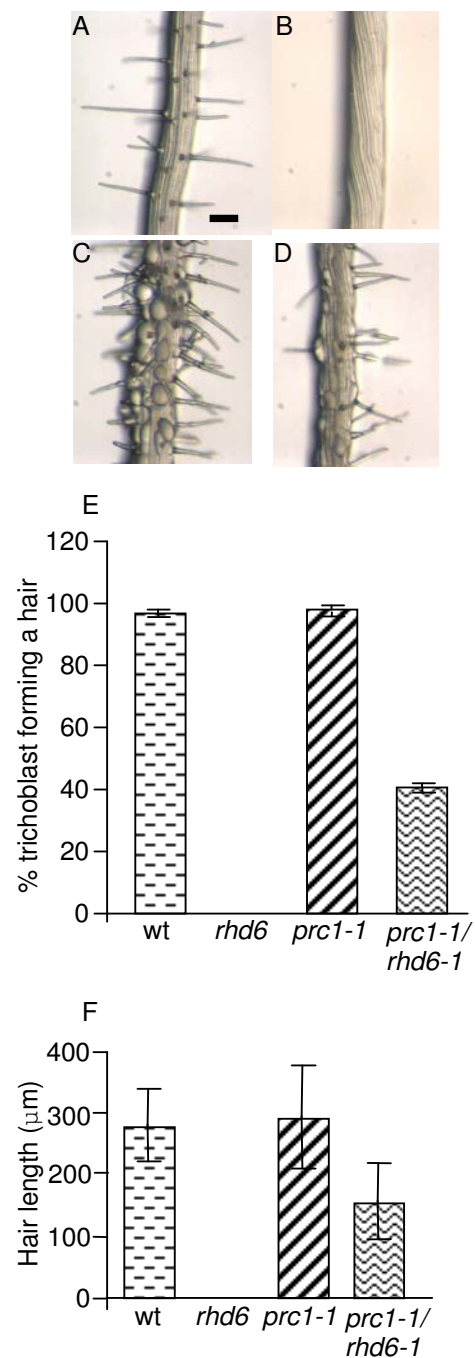 A B
C D
E
120
100
80
60
40
20
0
% trichoblast forming a hair
wt rhd6 prc1-1 prc1-1/
rhd6-1
F
400
300
200
100
0
Hair length (μm)
wt rhd6 prc1-1 prc1-1/
rhd6-1